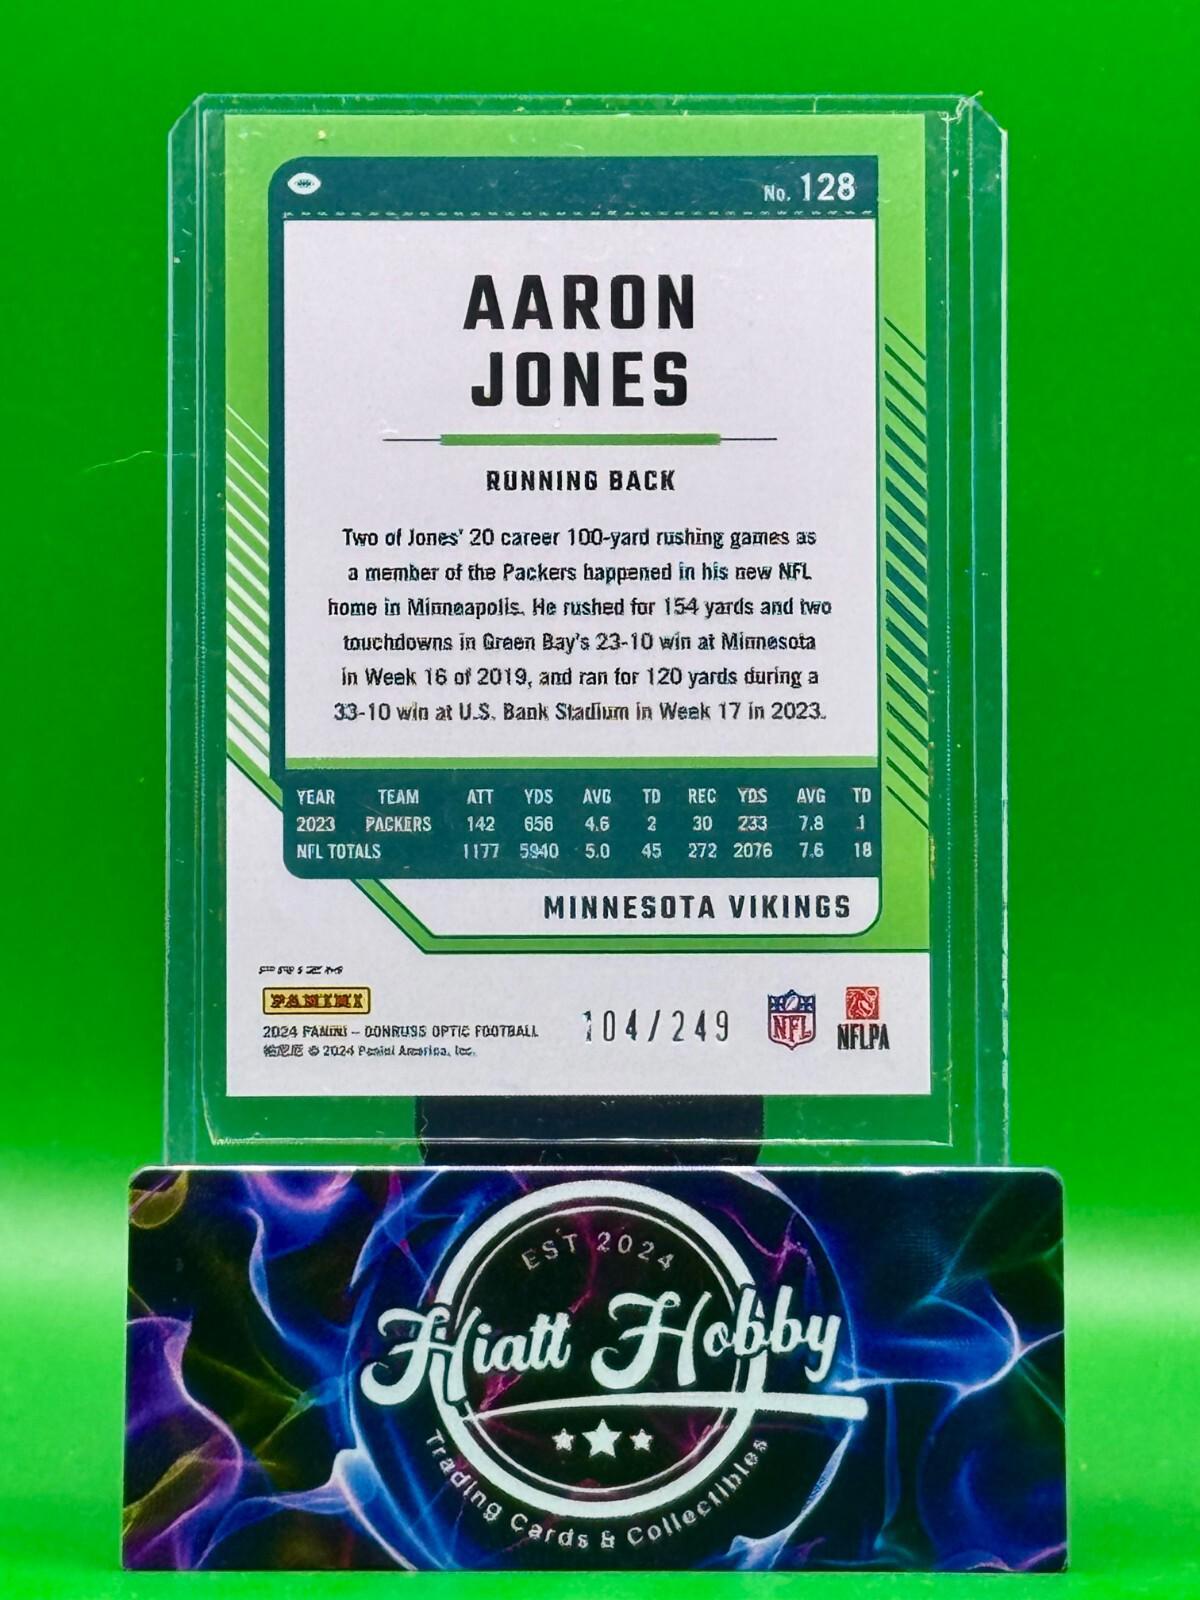 No. 128
AARON
JONES
RUNNING BACK
Two of Jones' 20 career 100-yard rushing games as
a member of the Packers happened in his new NFL
home in Minneapolis. He rushed for 154 yards and two
touchdowns in Green Bay's 23-10 win at Minnesota
in Week 16 of 2019, and ran for 120 yards during a
33-10 win at U.S. Bank Stadium in Week 17 in 2023.
YEAR TEAM ATT YDS AVG TD REC YDS AVG TD
2023 PACKERS 142 656 4.6 2 30 233 7.8 1
NFL TOTALS 1177 5940 5.0 45 272 2076 7.6 18
MINNESOTA VIKINGS
PANINI
2024 PANINI – DONRUSS OPTIC FOOTBALL
© 2024 Panini America, Inc.
104/249
NFL
NFLPA
EST 2024
Hiatt Hobby
Trading Cards & Collectibles